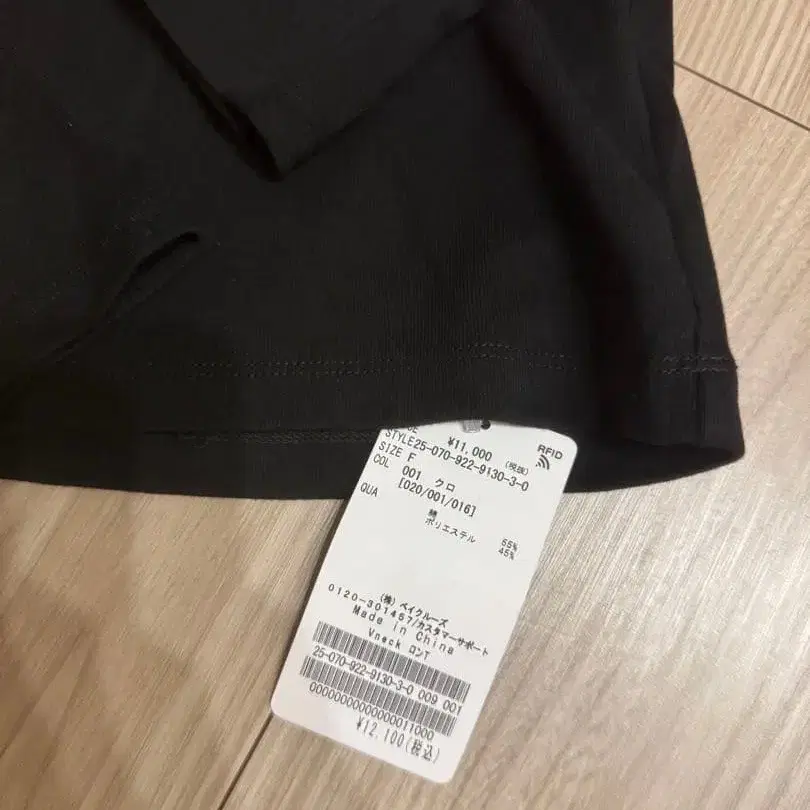 ¥11,000 (税抜)
RFID
STYLE25-070-922-9130-3-0
SIZE F
COL 001 クロ
[020/001/016]
QUA 綿 55%
ポリエステル 45%
(株) ベイクルーズ
0120-301457/カスタマーサポート
Made in China
Vneck ロンT
25-070-922-9130-3-0 009 001
0000000000000000011000
¥12,100(税込)